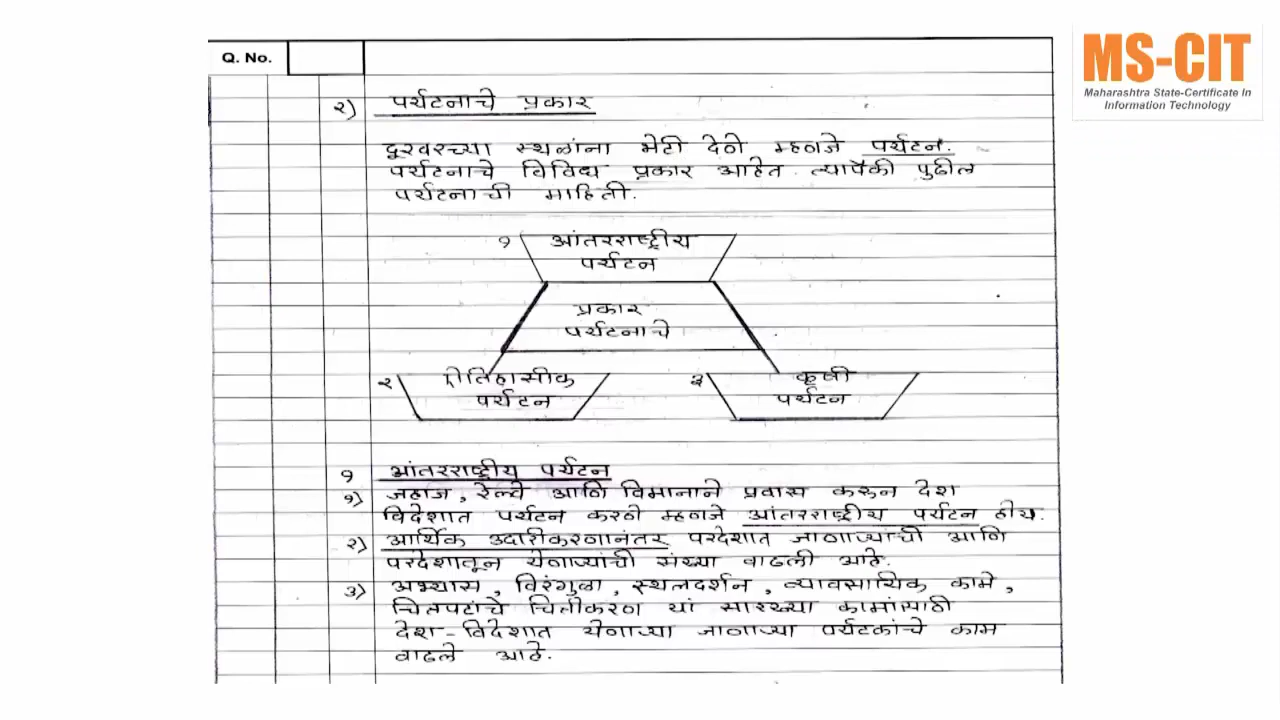 Q. No.
MS-CIT
Maharashtra State-Certificate In
Information Technology
२) पर्यटनाचे प्रकार
दूरवरच्या स्थळांना भेटी देणे म्हणजे पर्यटन.
पर्यटनाचे विविध प्रकार आहेत त्यापैकी पुढील
पर्यटनाची माहिती.
१ आंतरराष्ट्रीय
पर्यटन
प्रकार
पर्यटनाचे
२ ऐतिहासीक
पर्यटन
३ कृषी
पर्यटन
१ आंतरराष्ट्रीय पर्यटन
१) जहाज, रेल्वे आणि विमानाने प्रवास करुन देश
विदेशात पर्यटन करणे म्हणजे आंतरराष्ट्रीय पर्यटन होय.
२) आर्थिक उदारीकरणानंतर परदेशात जाणाऱ्यांची आणि
परदेशातून येणाऱ्यांची संख्या वाढली आहे.
३) अभ्यास, विरंगुळा, स्थलदर्शन, व्यावसायिक कामे,
चित्रपटांचे चित्रीकरण यां सारख्या कामांसाठी
देश-विदेशात येणाऱ्या जाणाऱ्या पर्यटकांचे काम
वाढले आहे.